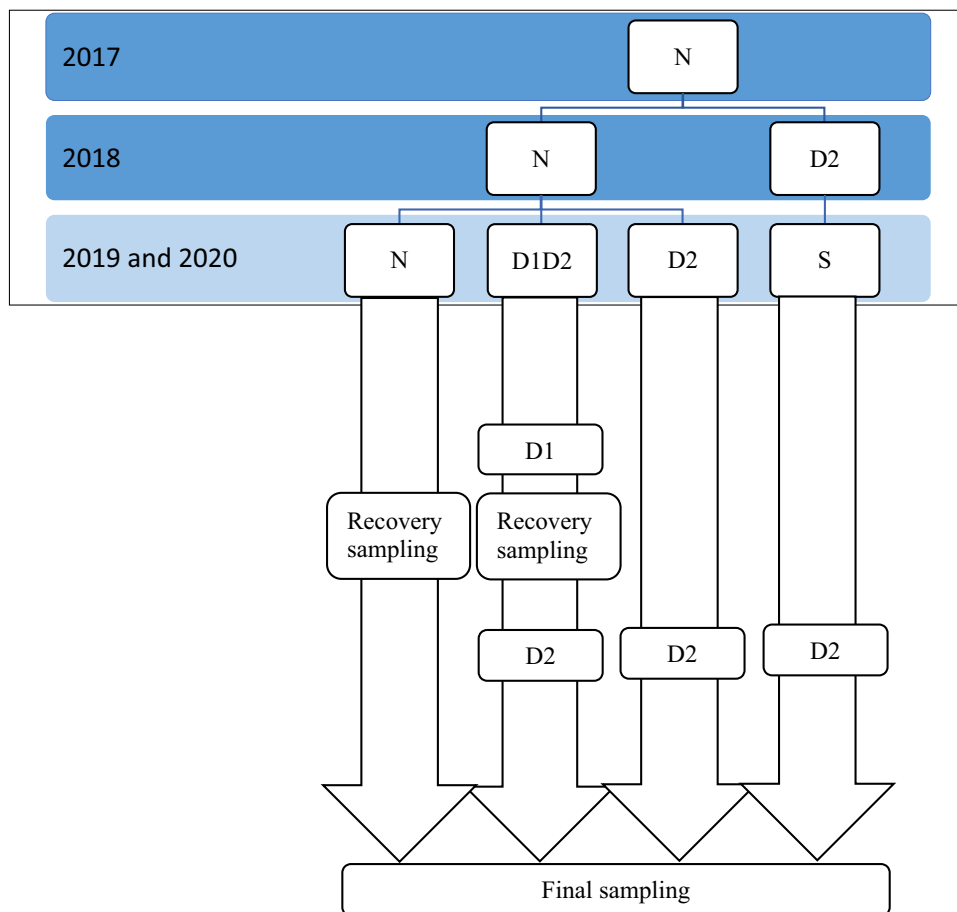 2017
N
2018
N
D2
2019 and 2020
N
D1D2
D2
S
D1
Recovery
sampling
Recovery
sampling
D2
D2
D2
Final sampling